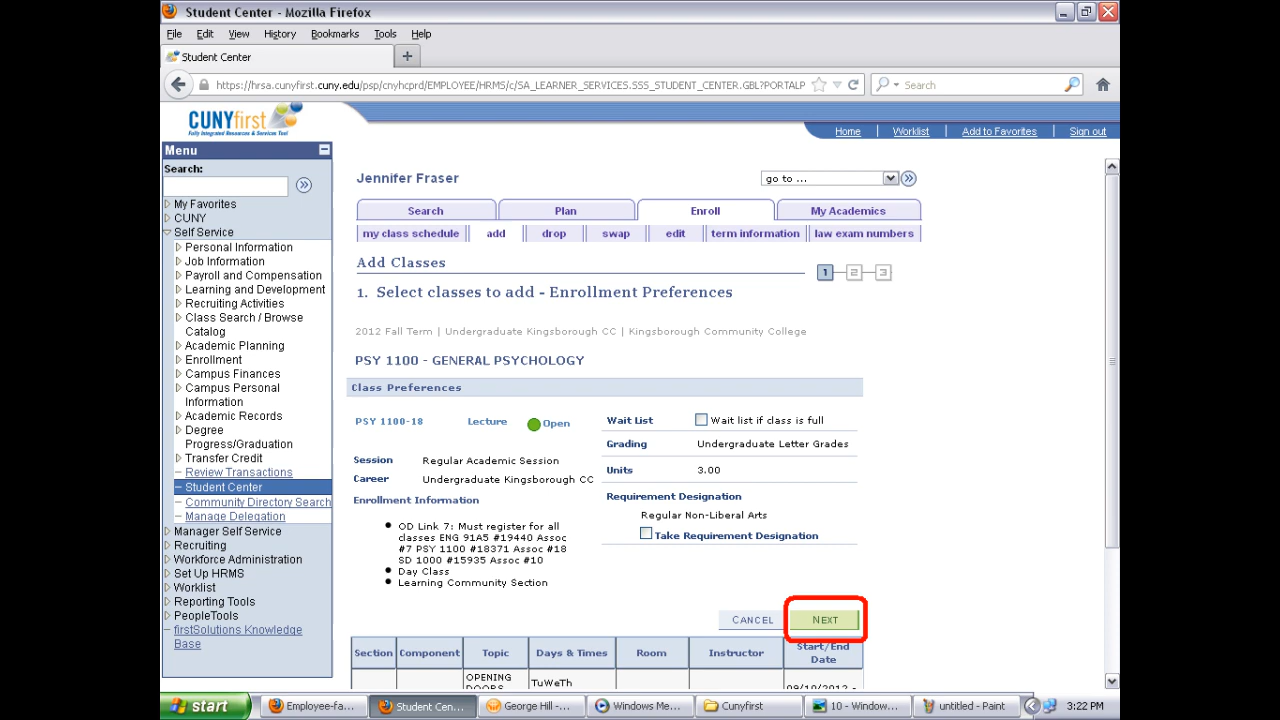 Student Center - Mozilla Firefox
File Edit View History Bookmarks Tools Help
Student Center
https://hrsa.cunyfirst.cuny.edu/psp/cnyhcprd/EMPLOYEE/HRMS/c/SA_LEARNER_SERVICES.SSS_STUDENT_CENTER.GBL?PORTALP
Search
CUNYfirst
Fully Integrated Resources & Services Tool
Home Worklist Add to Favorites Sign out
Menu
Search:
My Favorites
CUNY
Self Service
Personal Information
Job Information
Payroll and Compensation
Learning and Development
Recruiting Activities
Class Search / Browse
Catalog
Academic Planning
Enrollment
Campus Finances
Campus Personal
Information
Academic Records
Degree
Progress/Graduation
Transfer Credit
Review Transactions
Student Center
Community Directory Search
Manage Delegation
Manager Self Service
Recruiting
Workforce Administration
Set Up HRMS
Worklist
Reporting Tools
PeopleTools
firstSolutions Knowledge
Base
Jennifer Fraser
go to ...
Search Plan Enroll My Academics
my class schedule add drop swap edit term information law exam numbers
Add Classes
1 2 3
1. Select classes to add - Enrollment Preferences
2012 Fall Term | Undergraduate Kingsborough CC | Kingsborough Community College
PSY 1100 - GENERAL PSYCHOLOGY
Class Preferences
PSY 1100-18 Lecture Open
Session Regular Academic Session
Career Undergraduate Kingsborough CC
Enrollment Information
OD Link 7: Must register for all
classes ENG 91A5 #19440 Assoc
#7 PSY 1100 #18371 Assoc #18
SD 1000 #15935 Assoc #10
Day Class
Learning Community Section
Wait List Wait list if class is full
Grading Undergraduate Letter Grades
Units 3.00
Requirement Designation
Regular Non-Liberal Arts
Take Requirement Designation
CANCEL NEXT
Section Component Topic Days & Times Room Instructor Start/End
Date
OPENING
DOORS TuWeTh 09/10/2012 -
start Employee-fa... Student Cen... George Hill -... Windows Me... Cunyfirst 10 - Window... untitled - Paint 3:22 PM